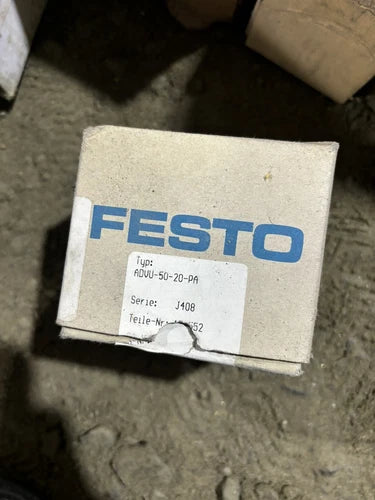 FESTO
Typ:
ADVU-50-20-PA
Serie: J408
Teile-Nr: